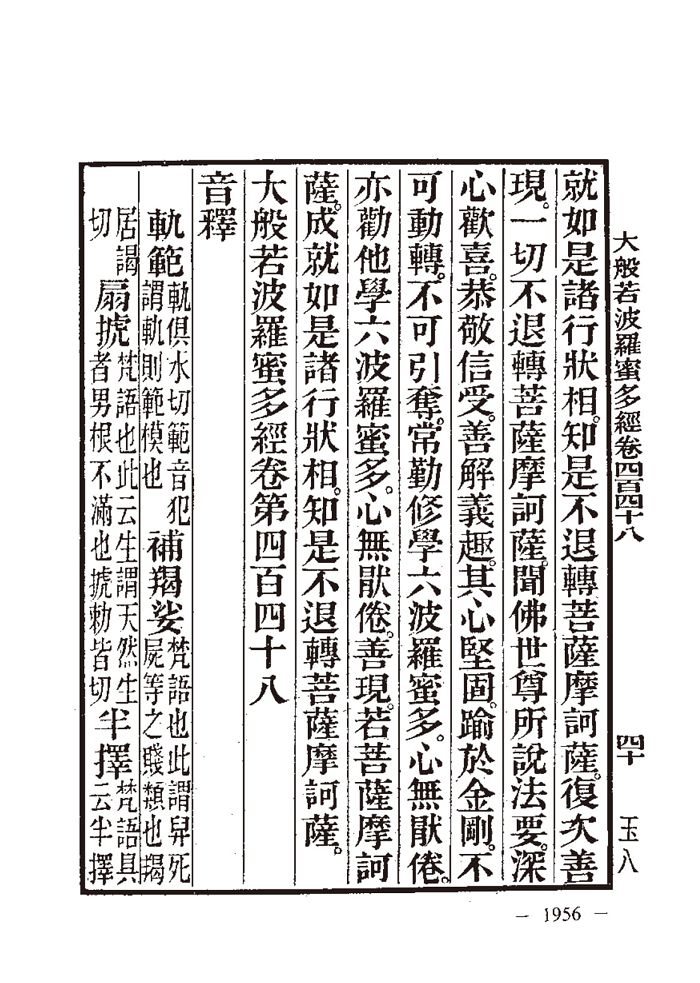 大般若波羅蜜多經卷四百四十八
四十
玉八
就如是諸行狀相。知是不退轉菩薩摩訶薩。復次善
現。一切不退轉菩薩摩訶薩。聞佛世尊所說法要。深
心歡喜。恭敬信受。善解義趣。其心堅固。踰於金剛。不
可動轉。不可引奪。常勤修學六波羅蜜多。心無猒倦。
亦勸他學六波羅蜜多。心無猒倦。善現。若菩薩摩訶
薩。成就如是諸行狀相。知是不退轉菩薩摩訶薩。
大般若波羅蜜多經卷第四百四十八
音釋
軌範 軌俱水切範音犯謂軌則範模也 補羯娑 梵語也此謂舁死屍等之賤類也羯
居謁切 扇搋 梵語也此云生謂天然生者男根不滿也搋勑皆切 半擇 梵語具云半擇
— 1956 —